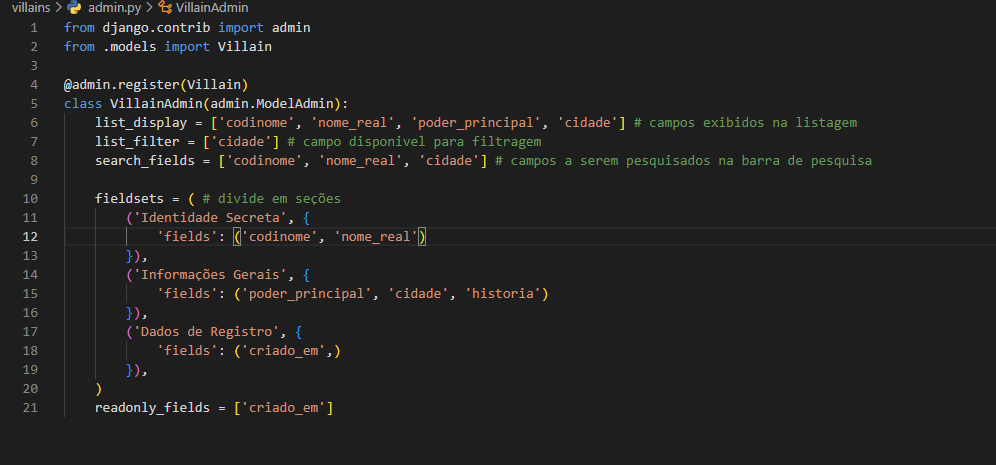 villains > admin.py > VillainAdmin
1 from django.contrib import admin
2 from .models import Villain
3
4 @admin.register(Villain)
5 class VillainAdmin(admin.ModelAdmin):
6     list_display = ['codinome', 'nome_real', 'poder_principal', 'cidade'] # campos exibidos na listagem
7     list_filter = ['cidade'] # campo disponivel para filtragem
8     search_fields = ['codinome', 'nome_real', 'cidade'] # campos a serem pesquisados na barra de pesquisa
9
10     fieldsets = ( # divide em seções
11         ('Identidade Secreta', {
12             'fields': ('codinome', 'nome_real')
13         }),
14         ('Informações Gerais', {
15             'fields': ('poder_principal', 'cidade', 'historia')
16         }),
17         ('Dados de Registro', {
18             'fields': ('criado_em',)
19         }),
20     )
21     readonly_fields = ['criado_em']